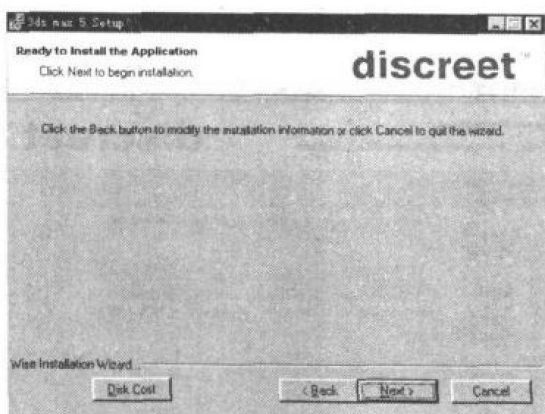 3ds max 5 Setup
Ready to Install the Application
Click Next to begin installation.
discreet™
Click the Back button to modify the installation information or click Cancel to quit the wizard.
Wise Installation Wizard
Disk Cost
< Back
Next >
Cancel